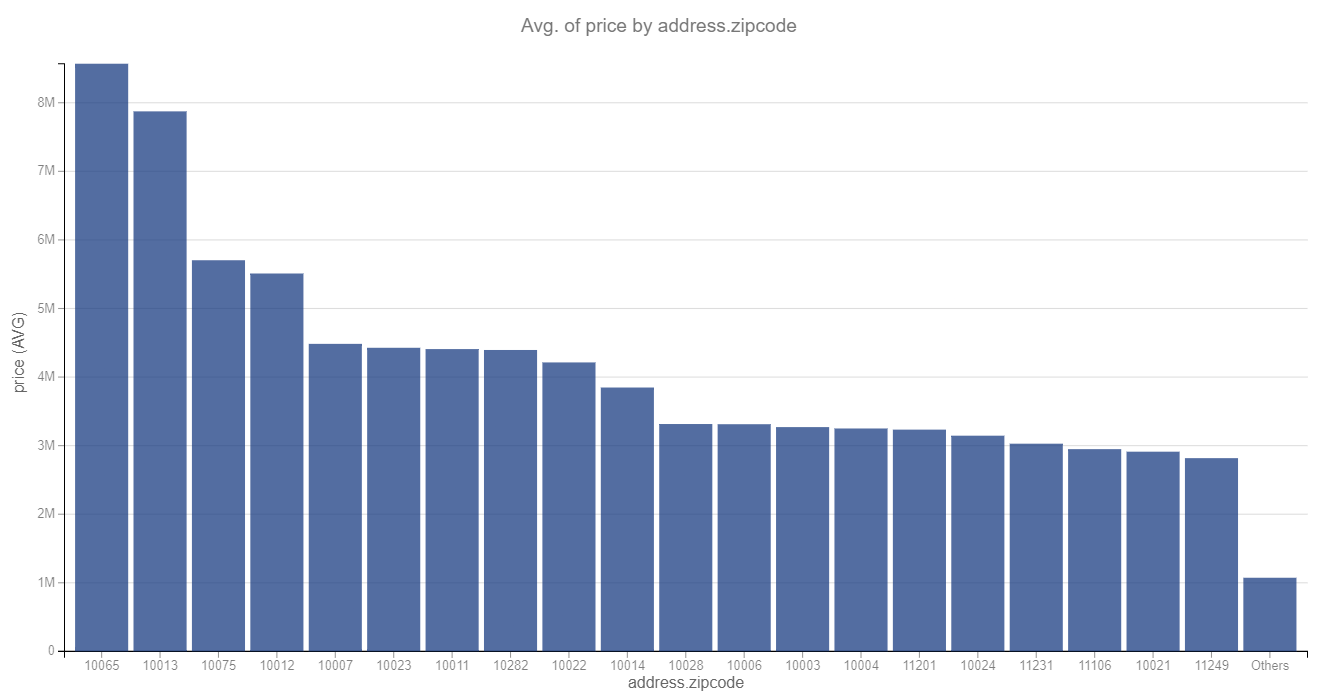 Avg. of price by address.zipcode
price (AVG)
8M
7M
6M
5M
4M
3M
2M
1M
0
10065 10013 10075 10012 10007 10023 10011 10282 10022 10014 10028 10006 10003 10004 11201 10024 11231 11106 10021 11249 Others
address.zipcode